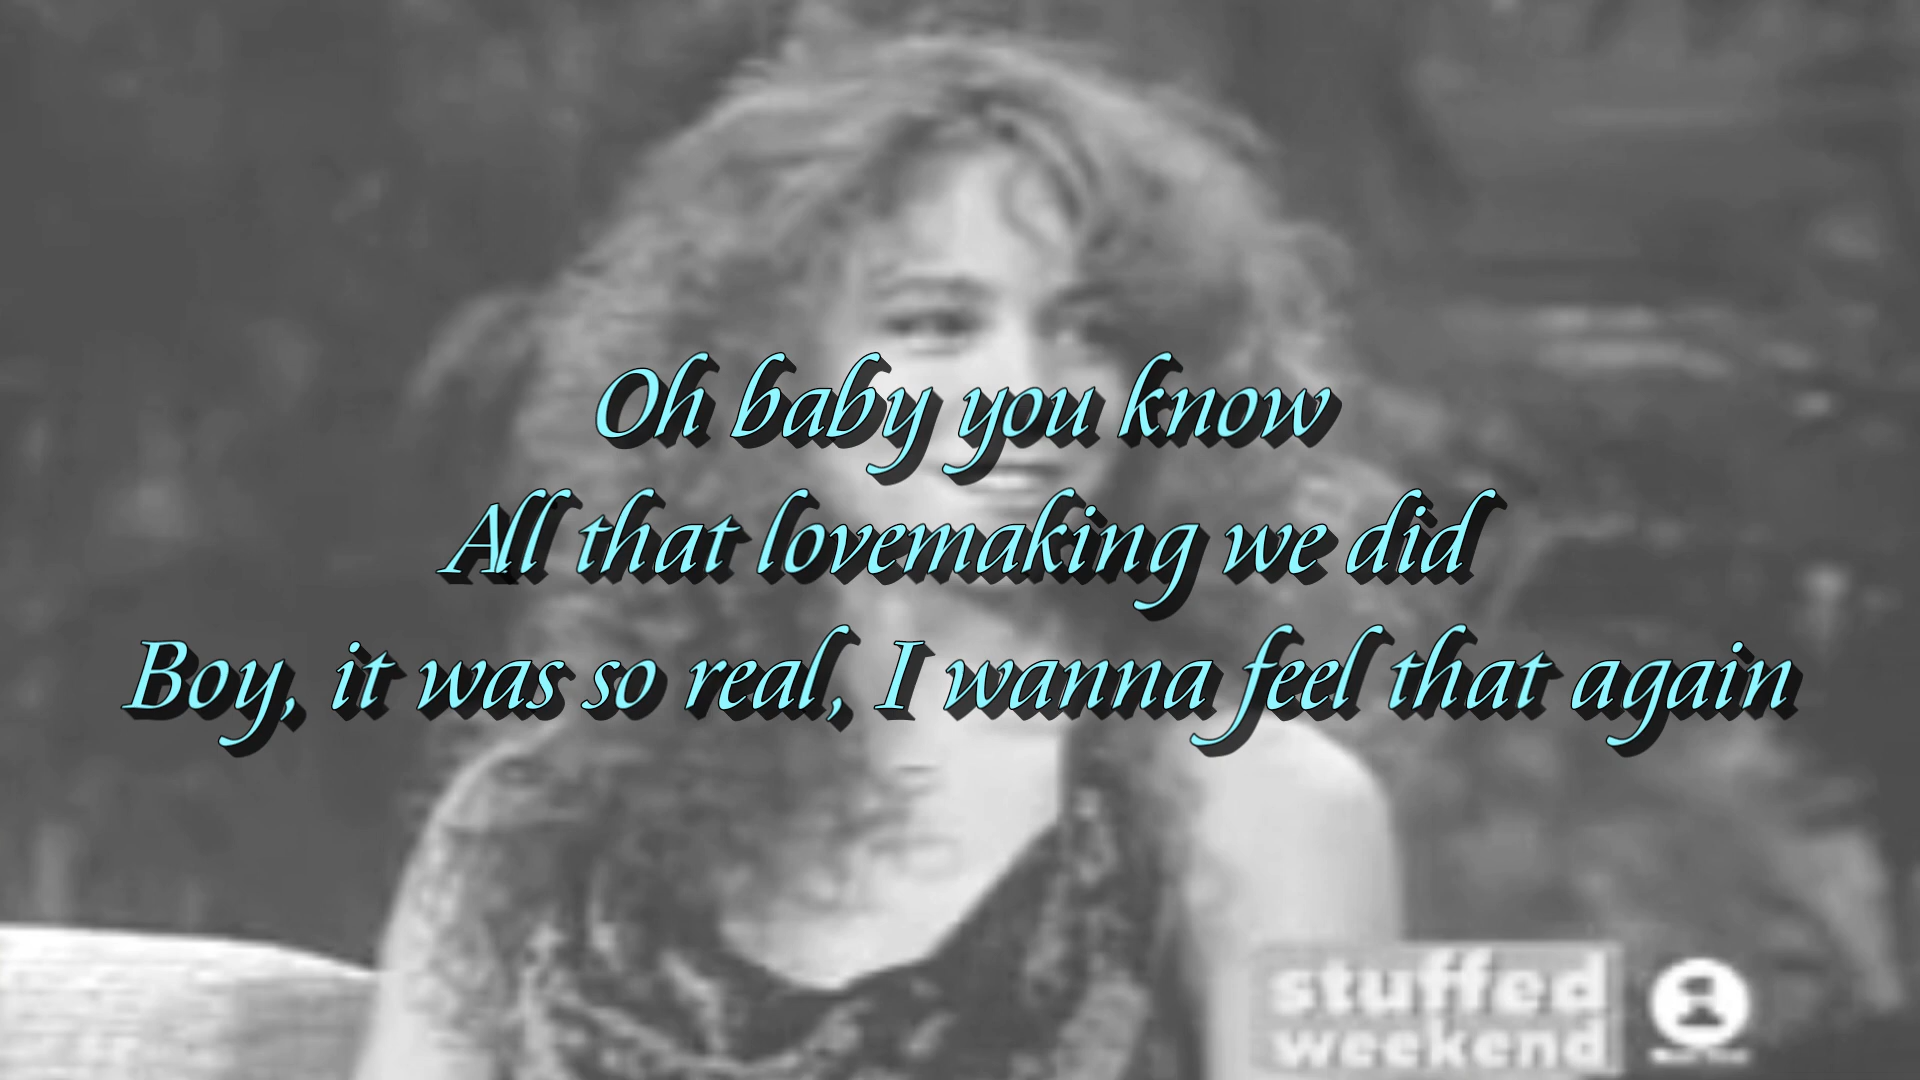 Oh baby you know
All that lovemaking we did
Boy, it was so real, I wanna feel that again
stuffed
weekend